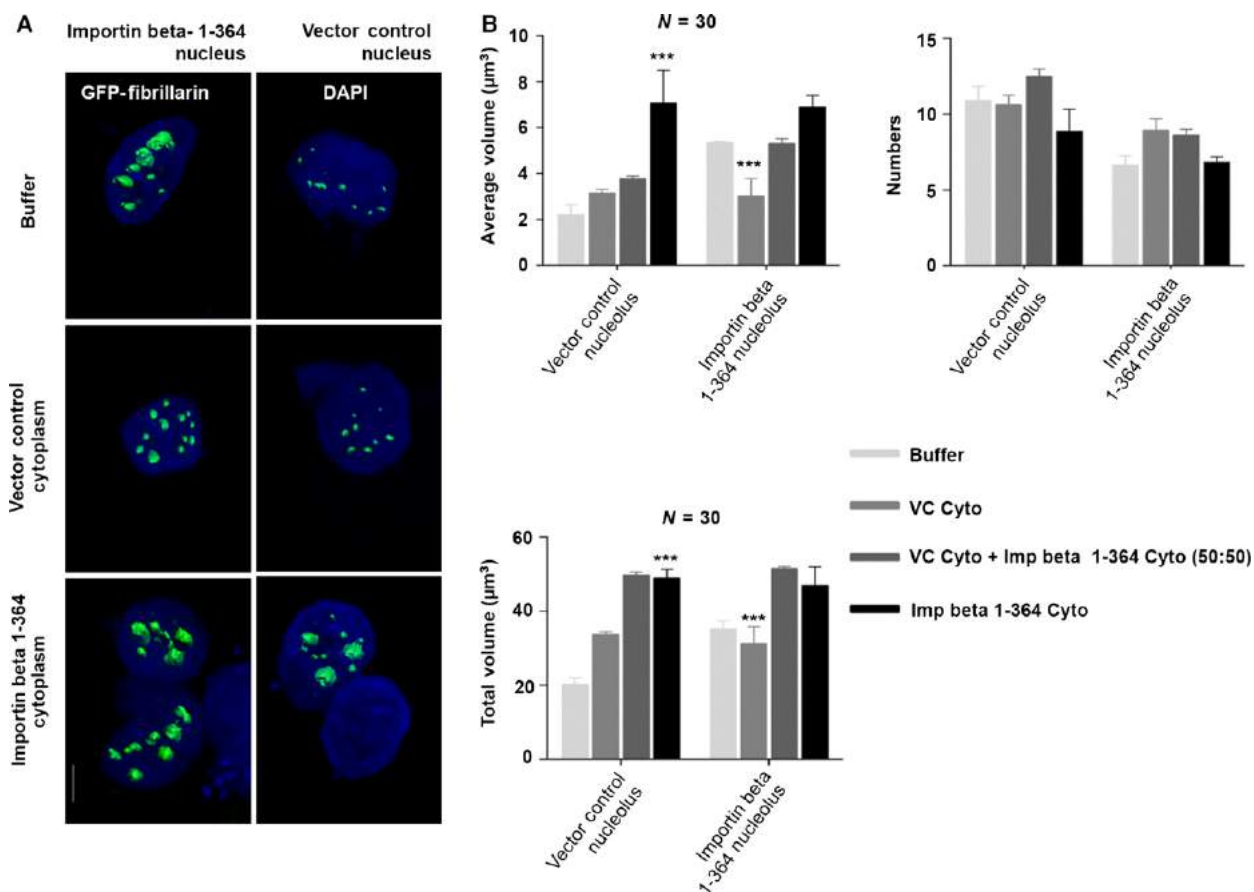 A
Importin beta- 1-364
nucleus
Vector control
nucleus
GFP-fibrillarin
DAPI
Buffer
Vector control
cytoplasm
Importin beta 1-364
cytoplasm
B
N = 30
Average volume (µm³)
10
8
6
4
2
0
***
***
Vector control
nucleolus
Importin beta
1-364 nucleolus
Numbers
15
10
5
0
Vector control
nucleolus
Importin beta
1-364 nucleolus
N = 30
Total volume (µm³)
60
40
20
0
***
***
Vector control
nucleolus
Importin beta
1-364 nucleolus
Buffer
VC Cyto
VC Cyto + Imp beta 1-364 Cyto (50:50)
Imp beta 1-364 Cyto